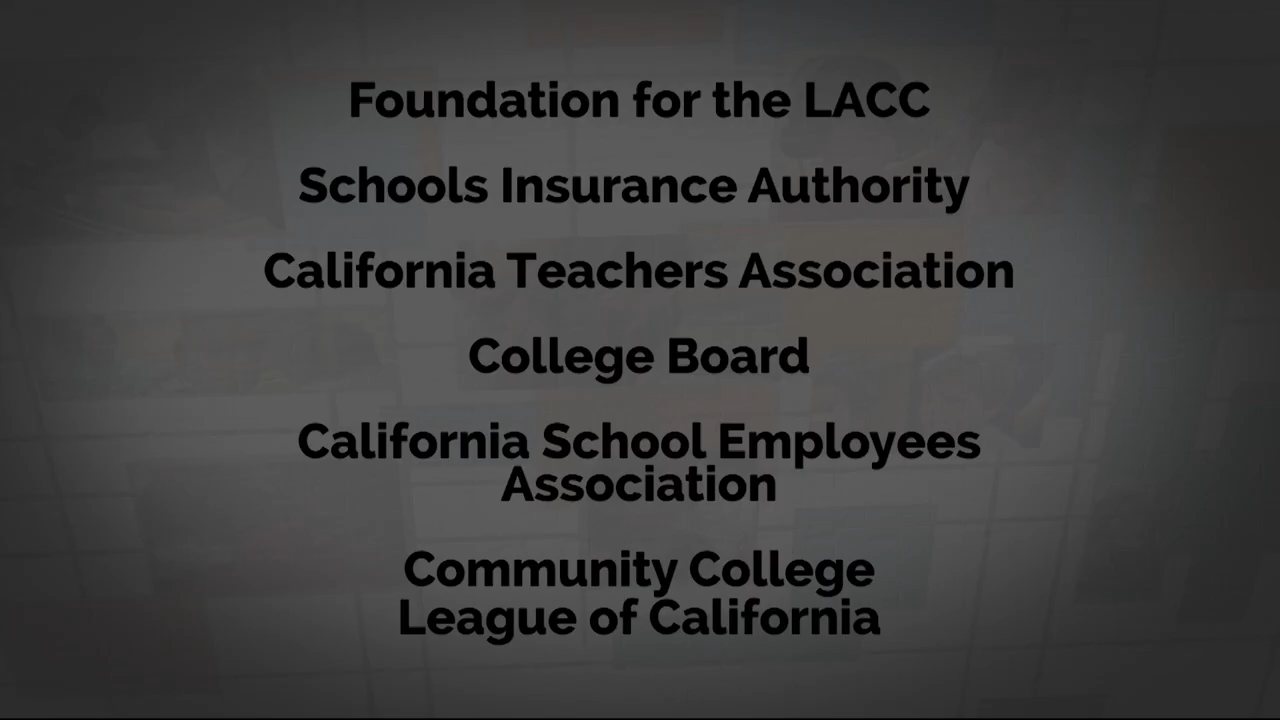 Foundation for the LACC
Schools Insurance Authority
California Teachers Association
College Board
California School Employees
Association
Community College
League of California